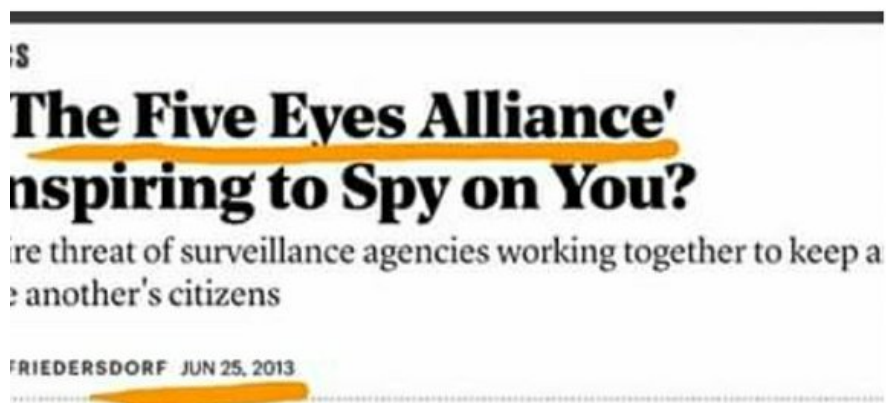 The Five Eyes Alliance'
nspiring to Spy on You?
re threat of surveillance agencies working together to keep a
another's citizens
FRIEDERSDORF JUN 25, 2013